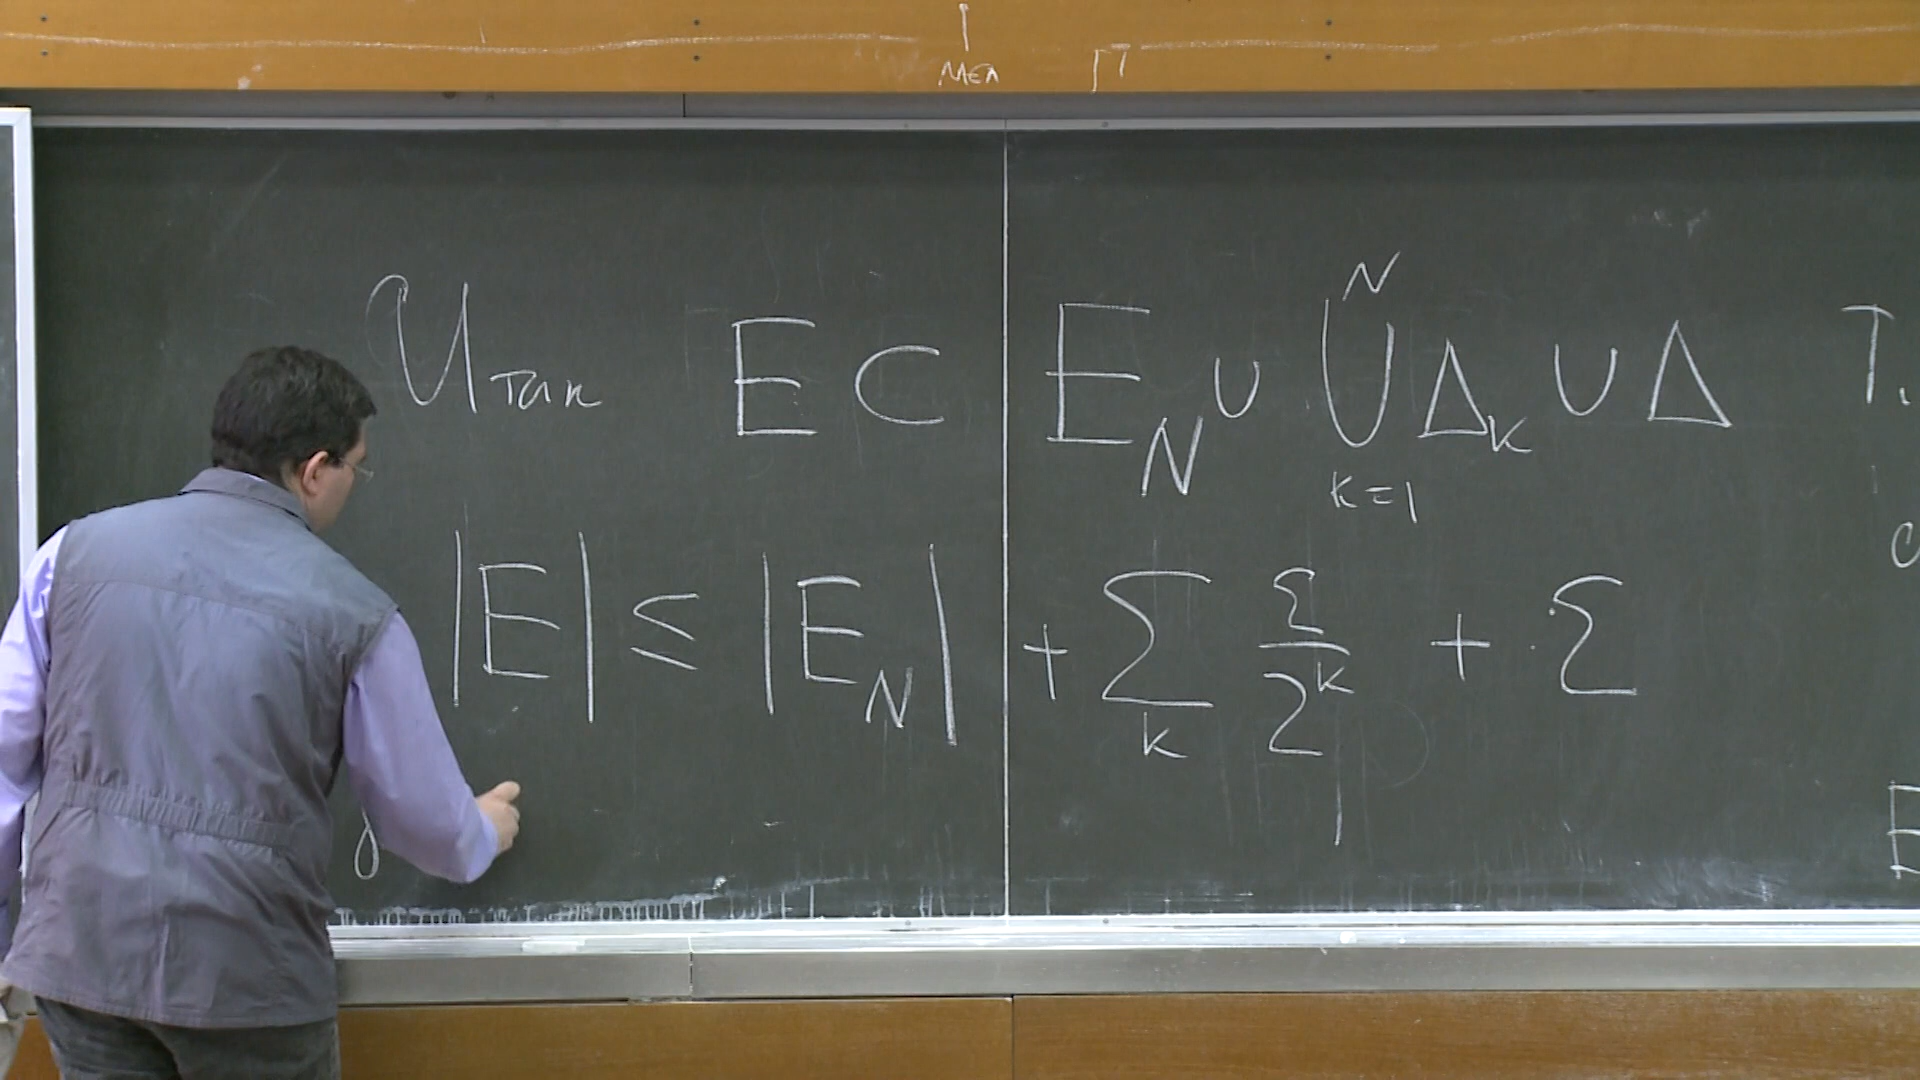 мел П
Итак E ⊂ E_N ∪ ⋃_{k=1}^{N} Δ_k ∪ Δ T.
|E| ≤ |E_N| + ∑_k ε/2^k + ε